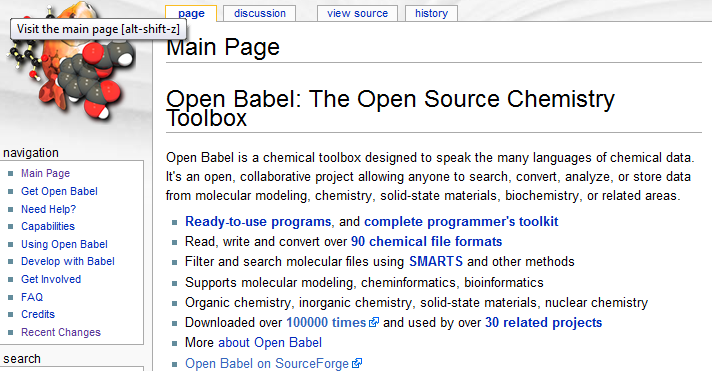 page discussion view source history
Visit the main page [alt-shift-z]
Main Page
Open Babel: The Open Source Chemistry
Toolbox
Open Babel is a chemical toolbox designed to speak the many languages of chemical data.
It's an open, collaborative project allowing anyone to search, convert, analyze, or store data
from molecular modeling, chemistry, solid-state materials, biochemistry, or related areas.
Ready-to-use programs, and complete programmer's toolkit
Read, write and convert over 90 chemical file formats
Filter and search molecular files using SMARTS and other methods
Supports molecular modeling, cheminformatics, bioinformatics
Organic chemistry, inorganic chemistry, solid-state materials, nuclear chemistry
Downloaded over 100000 times and used by over 30 related projects
More about Open Babel
Open Babel on SourceForge
navigation
Main Page
Get Open Babel
Need Help?
Capabilities
Using Open Babel
Develop with Babel
Get Involved
FAQ
Credits
Recent Changes
search